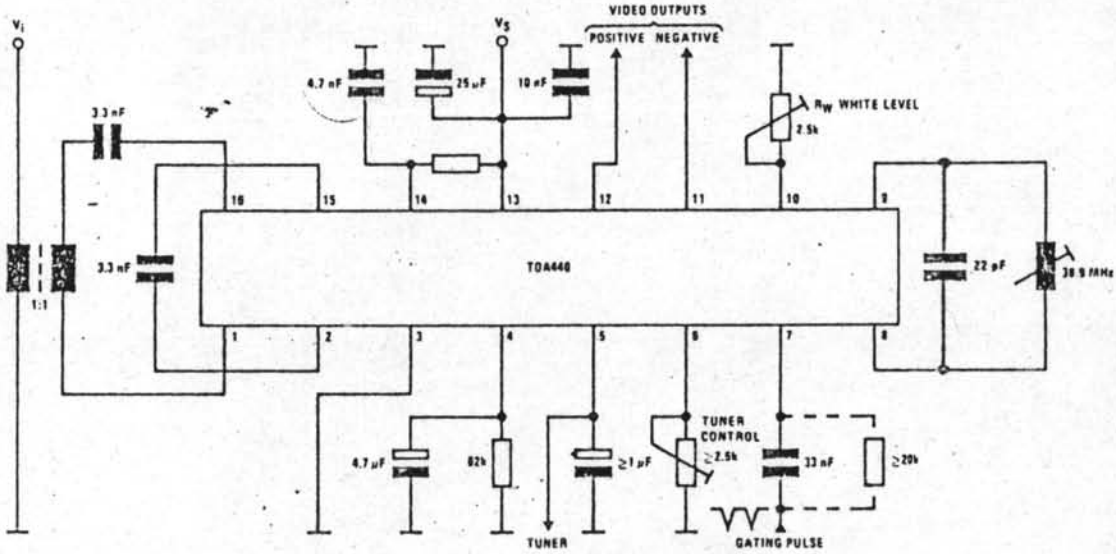 Vi
VS
VIDEO OUTPUTS
POSITIVE NEGATIVE
4.7 nF
25 µF
10 nF
3.3 nF
RW WHITE LEVEL
2.5k
16
15
14
13
12
11
10
9
1:1
3.3 nF
TDA440
22 pF
38.9 MHz
1
2
3
4
5
6
7
8
4.7 µF
82k
≥1 µF
TUNER
CONTROL
≥2.5k
33 nF
≥20k
TUNER
GATING PULSE